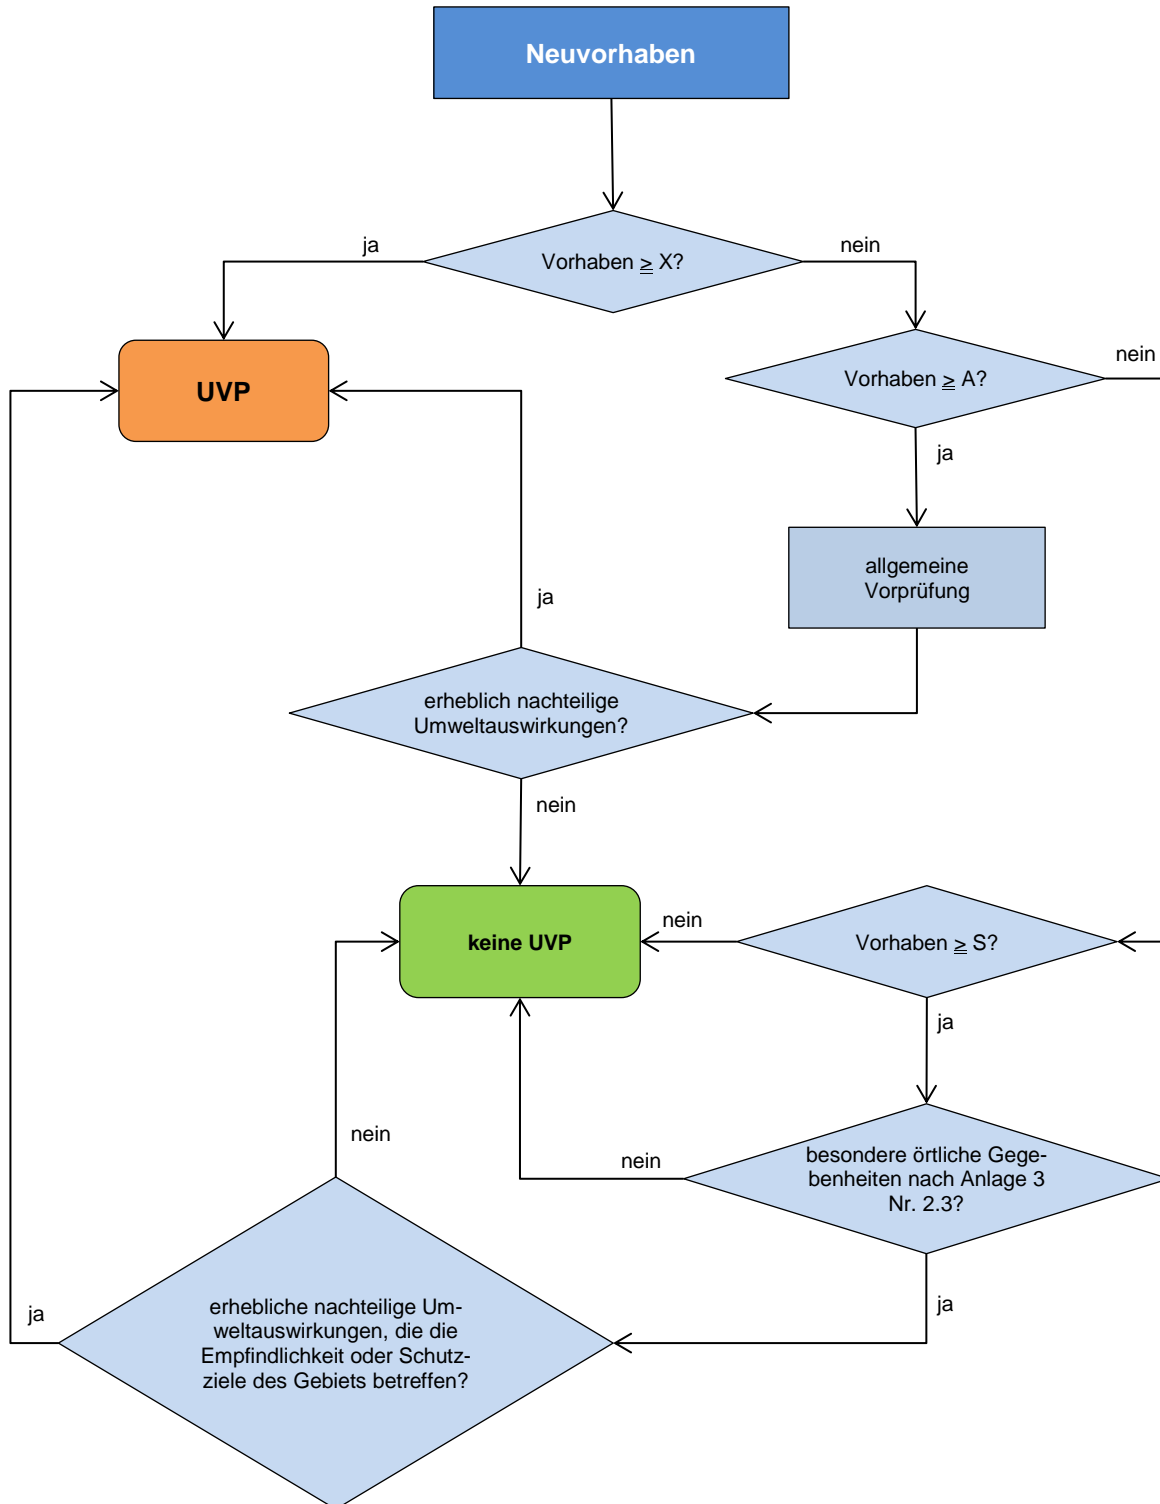 Neuvorhaben
ja
nein
Vorhaben ≥ X?
nein
UVP
Vorhaben ≥ A?
ja
allgemeine
Vorprüfung
ja
erheblich nachteilige
Umweltauswirkungen?
nein
keine UVP
nein
Vorhaben ≥ S?
ja
nein
nein
besondere örtliche Gege-
benheiten nach Anlage 3
Nr. 2.3?
ja
ja
erhebliche nachteilige Um-
weltauswirkungen, die die
Empfindlichkeit oder Schutz-
ziele des Gebiets betreffen?